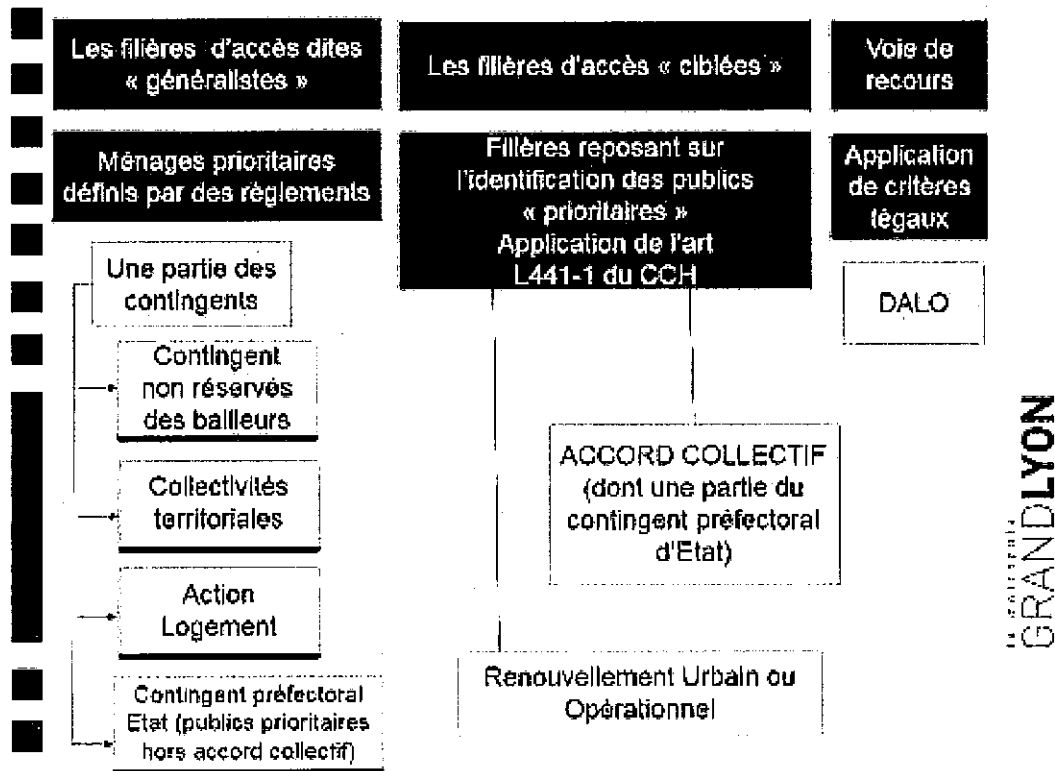 Les filières d'accès dites
« généralistes »
Les filières d'accès « ciblées »
Voie de
recours
Ménages prioritaires
définis par des règlements
Filières reposant sur
l'identification des publics
« prioritaires »
Application de l'art
L441-1 du CCH
Application
de critères
légaux
Une partie des
contingents
DALO
Contingent
non réservés
des bailleurs
Collectivités
territoriales
Action
Logement
Contingent préfectoral
Etat (publics prioritaires
hors accord collectif)
ACCORD COLLECTIF
(dont une partie du
contingent préfectoral
d'Etat)
Renouvellement Urbain ou
Opérationnel
GRANDLYON